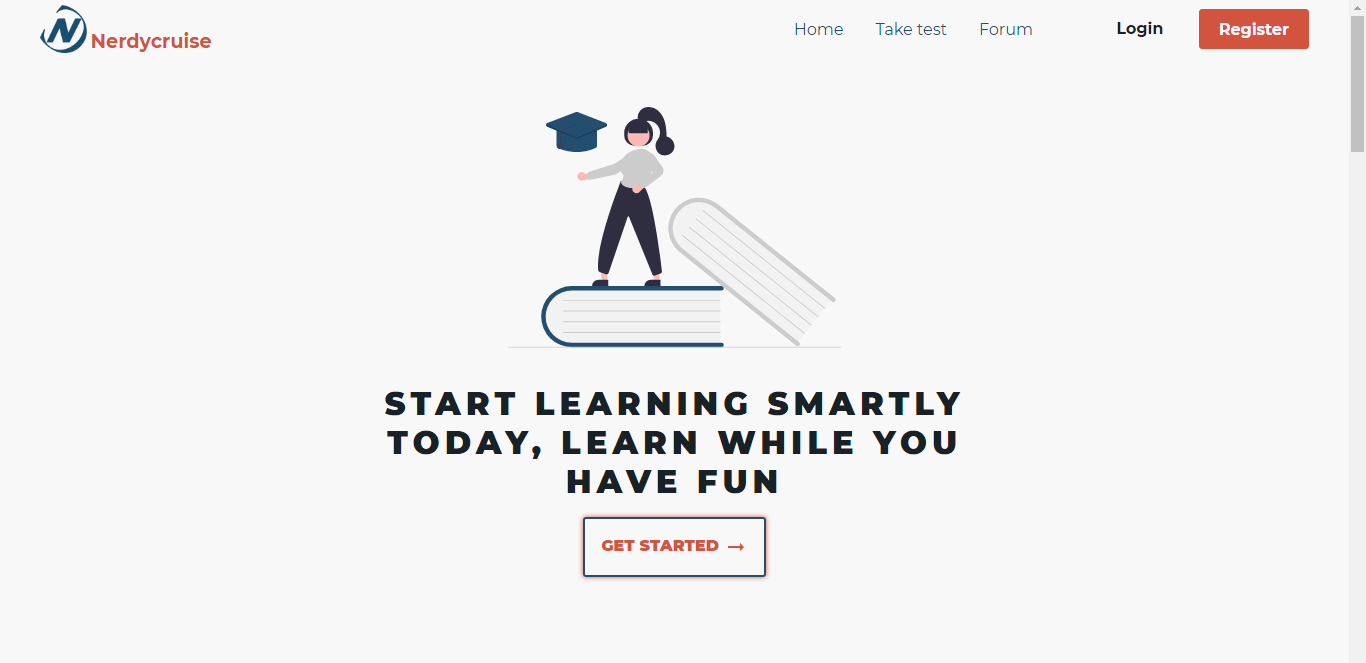 N
Nerdycruise
Home Take test Forum Login Register
START LEARNING SMARTLY
TODAY, LEARN WHILE YOU
HAVE FUN
GET STARTED →